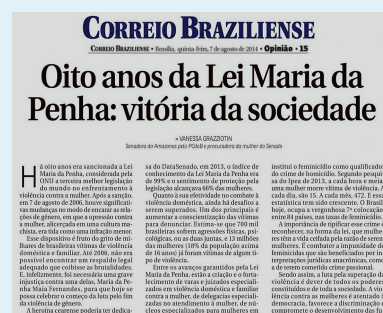 CORREIO BRAZILIENSE
CORREIO BRAZILIENSE • Brasília, quinta-feira, 7 de agosto de 2014 • Opinião • 15
Oito anos da Lei Maria da
Penha: vitória da sociedade
» VANESSA GRAZZIOTIN
Senadora do Amazonas pelo PCdoB e procuradora da mulher do Senado
Há oito anos era sancionada a Lei
Maria da Penha, considerada pela
ONU a terceira melhor legislação
do mundo no enfrentamento à
violência contra a mulher. Após a sanção,
em 7 de agosto de 2006, houve significati-
vas mudanças no modo de encarar as rela-
ções de gênero, em que a opressão contra
a mulher, alicerçada em uma cultura ma-
chista, era tida como uma infração menor.
Esse dispositivo é fruto do grito de mi-
lhares de brasileiras vítimas de violência
doméstica e familiar. Até 2006, não era
possível encontrar um respaldo legal
adequado que coibisse as brutalidades.
E, infelizmente, foi necessária uma grave
injustiça contra uma delas, Maria da Pe-
nha Maia Fernandes, para que hoje se
possa celebrar o começo da luta pelo fim
da violência de gênero.
A heroína cearense poderia ter dedica-
sa do DataSenado, em 2013, o índice de
conhecimento da Lei Maria da Penha era
de 99% e o sentimento de proteção pela
legislação alcançava 66% das mulheres.
Quanto à sua efetividade no combate à
violência doméstica, ainda há desafios a
serem superados. Um dos principais é
aumentar a conscientização das vítimas
para denunciar. Estima-se que 700 mil
brasileiras sofrem agressões físicas, psi-
cológicas, ou as duas juntas, e 13 milhões
das mulheres (18% da população acima
de 16 anos) já foram vítimas de algum ti-
po de violência.
Entre os avanços garantidos pela Lei
Maria da Penha, estão a criação e o forta-
lecimento de varas e juizados especiali-
zados em violência doméstica e familiar
contra a mulher, de delegacias especiali-
zadas no atendimento à mulher, de nú-
cleos especializados para mulheres em
institui o feminicídio como qualificador
do crime de homicídio. Segundo pesqui-
sa do Ipea de 2013, a cada hora e meia
uma mulher morre vítima de violência. A
cada dia, são 15. A cada mês, 472. E essa
estatística tem sido crescente. O Brasil,
hoje, ocupa a vergonhosa 7ª colocação
entre 84 países, nas taxas de feminicídio.
A importância de tipificar esse crime é
reconhecer, na forma da lei, que mulhe-
res têm a vida ceifada pela razão de serem
mulheres. É combater a impunidade de
feminicidas que são beneficiados por in-
terpretações jurídicas anacrônicas, como
a de terem cometido crime passional.
Sendo assim, a luta pela superação da
violência é dever de todos os poderes
constituídos e de toda a sociedade. A vio-
lência contra as mulheres é atentado à
democracia, favorece a discriminação e
compromete o desenvolvimento do